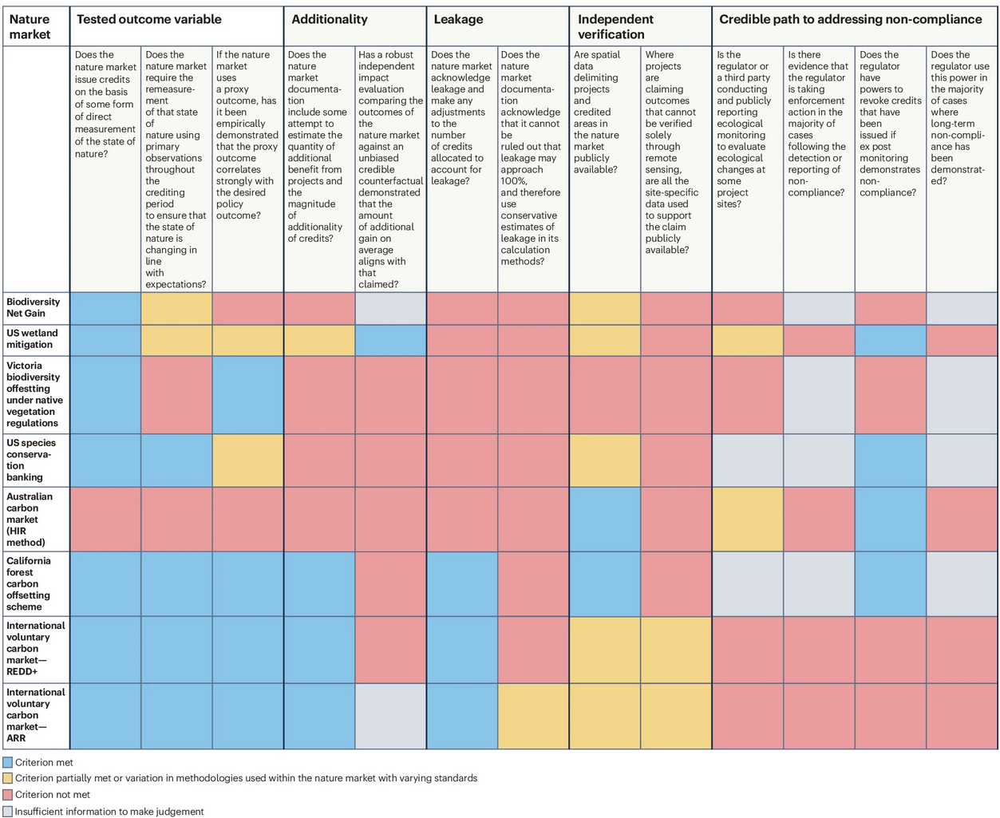 Nature
market
Tested outcome variable
Additionality
Leakage
Independent
verification
Credible path to addressing non-compliance
Does the
nature market
issue credits
on the basis
of some form
of direct
measurement
of the state of
nature?
Does the
nature market
require the
remeasure-
ment
of that state
of
nature using
primary
observations
throughout
the
crediting
period
to ensure that
the state of
nature is
changing in
line
with
expectations?
If the nature
market
uses
a proxy
outcome, has
it been
empirically
demonstrated
that the proxy
outcome
correlates
strongly with
the desired
policy
outcome?
Does the
nature
market
documenta-
tion
include some
attempt to
estimate the
quantity of
additional
benefit from
projects and
the
magnitude
of
additionality
of credits?
Has a robust
independent
impact
evaluation
comparing the
outcomes of
the
nature market
against an
unbiased
credible
counterfactual
demonstrated
that the
amount
of additional
gain on
average
aligns with
that
claimed?
Does the
nature market
acknowledge
leakage and
make any
adjustments
to the
number
of credits
allocated to
account for
leakage?
Does the
nature
market
documenta-
tion
acknowledge
that it cannot
be
ruled out that
leakage may
approach
100%,
and therefore
use
conservative
estimates of
leakage in its
calculation
methods?
Are spatial
data
delimiting
projects
and
credited
areas in
the nature
market
publicly
available?
Where
projects
are
claiming
outcomes
that cannot
be verified
solely
through
remote
sensing,
are all the
site-specific
data used
to support
the claim
publicly
available?
Is the
regulator or
a third party
conducting
and publicly
reporting
ecological
monitoring
to evaluate
ecological
changes at
some
project
sites?
Is there
evidence that
the regulator
is taking
enforcement
action in the
majority of
cases
following the
detection or
reporting of
non-
compliance?
Does the
regulator
have
powers to
revoke credits
that have
been
issued if
ex post
monitoring
demonstrates
non-
compliance?
Does the
regulator use
this power in
the majority
of cases
where
long-term
non-compli-
ance has
been
demonstrat-
ed?
Biodiversity
Net Gain
US wetland
mitigation
Victoria
biodiversity
offestting
under native
vegetation
regulations
US species
conserva-
tion
banking
Australian
carbon
market
(HIR
method)
California
forest
carbon
offsetting
scheme
International
voluntary
carbon
market—
REDD+
International
voluntary
carbon
market—
ARR
Criterion met
Criterion partially met or variation in methodologies used within the nature market with varying standards
Criterion not met
Insufficient information to make judgement